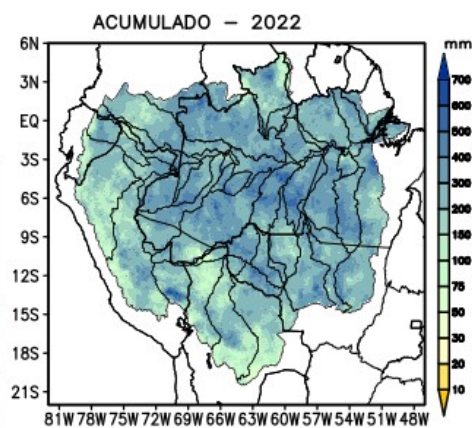 ACUMULADO – 2022
mm
6N
3N
EQ
3S
6S
9S
12S
15S
18S
21S
81W 78W 75W 72W 69W 66W 63W 60W 57W 54W 51W 48W
700
600
500
400
300
200
150
100
75
50
30
20
10